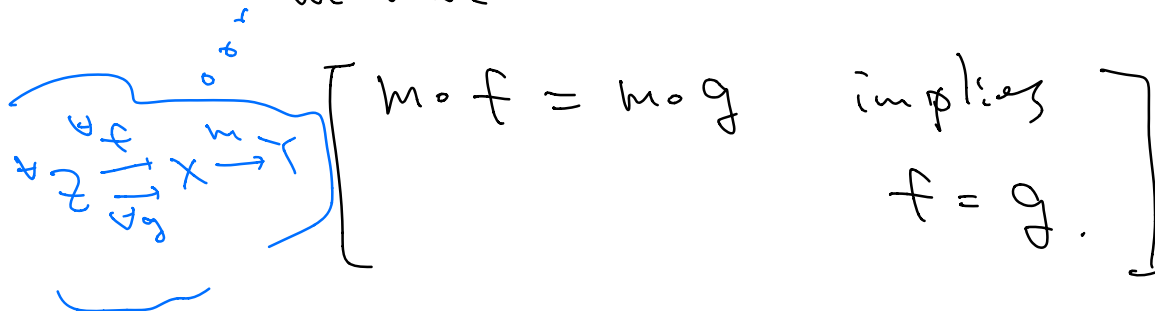 m∘f = m∘g implies
f = g.
∀f m
∀Z ⇉ X → Y
∀g